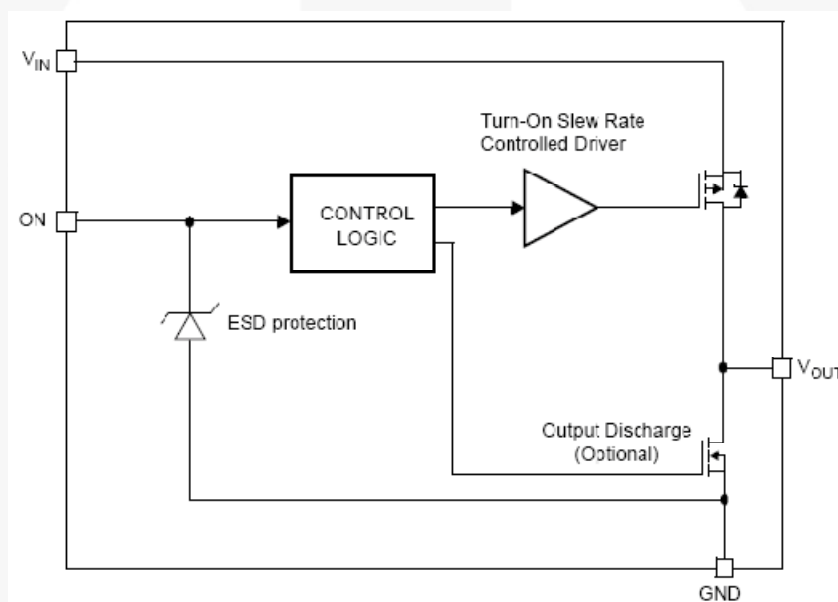 VIN
Turn-On Slew Rate
Controlled Driver
ON
CONTROL
LOGIC
ESD protection
VOUT
Cutput Discharge
(Optional)
GND